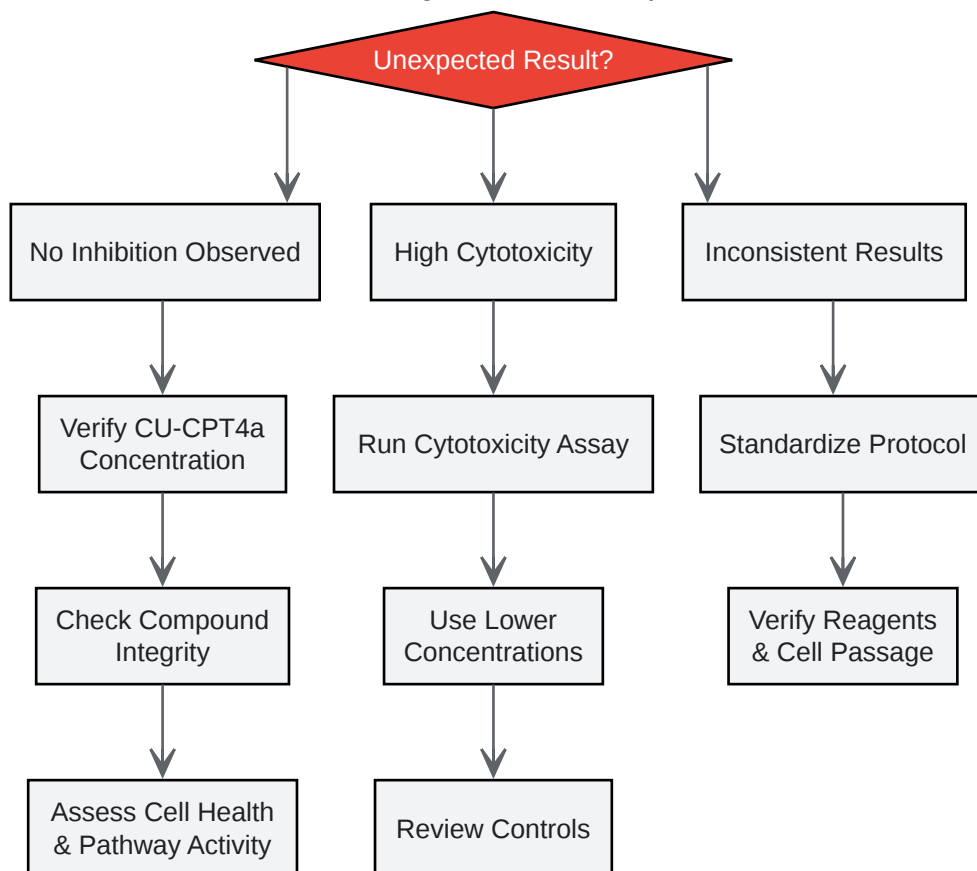 Unexpected Result?
No Inhibition Observed
High Cytotoxicity
Inconsistent Results
Verify CU-CPT4a
Concentration
Run Cytotoxicity Assay
Standardize Protocol
Check Compound
Integrity
Use Lower
Concentrations
Verify Reagents
& Cell Passage
Assess Cell Health
& Pathway Activity
Review Controls